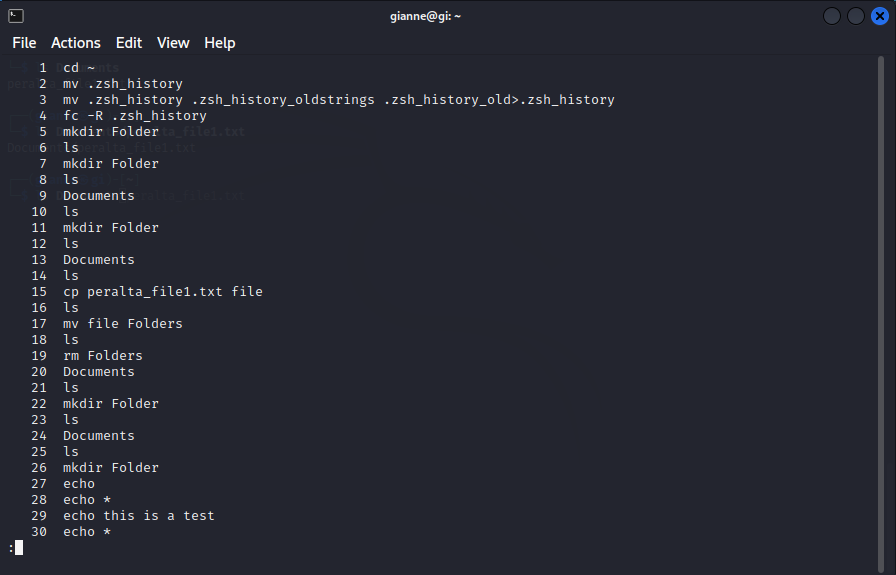 gianne@gi: ~
File Actions Edit View Help
1 cd ~
2 mv .zsh_history
3 mv .zsh_history .zsh_history_oldstrings .zsh_history_old>.zsh_history
4 fc -R .zsh_history
5 mkdir Folder
6 ls
7 mkdir Folder
8 ls
9 Documents
10 ls
11 mkdir Folder
12 ls
13 Documents
14 ls
15 cp peralta_file1.txt file
16 ls
17 mv file Folders
18 ls
19 rm Folders
20 Documents
21 ls
22 mkdir Folder
23 ls
24 Documents
25 ls
26 mkdir Folder
27 echo
28 echo *
29 echo this is a test
30 echo *
: